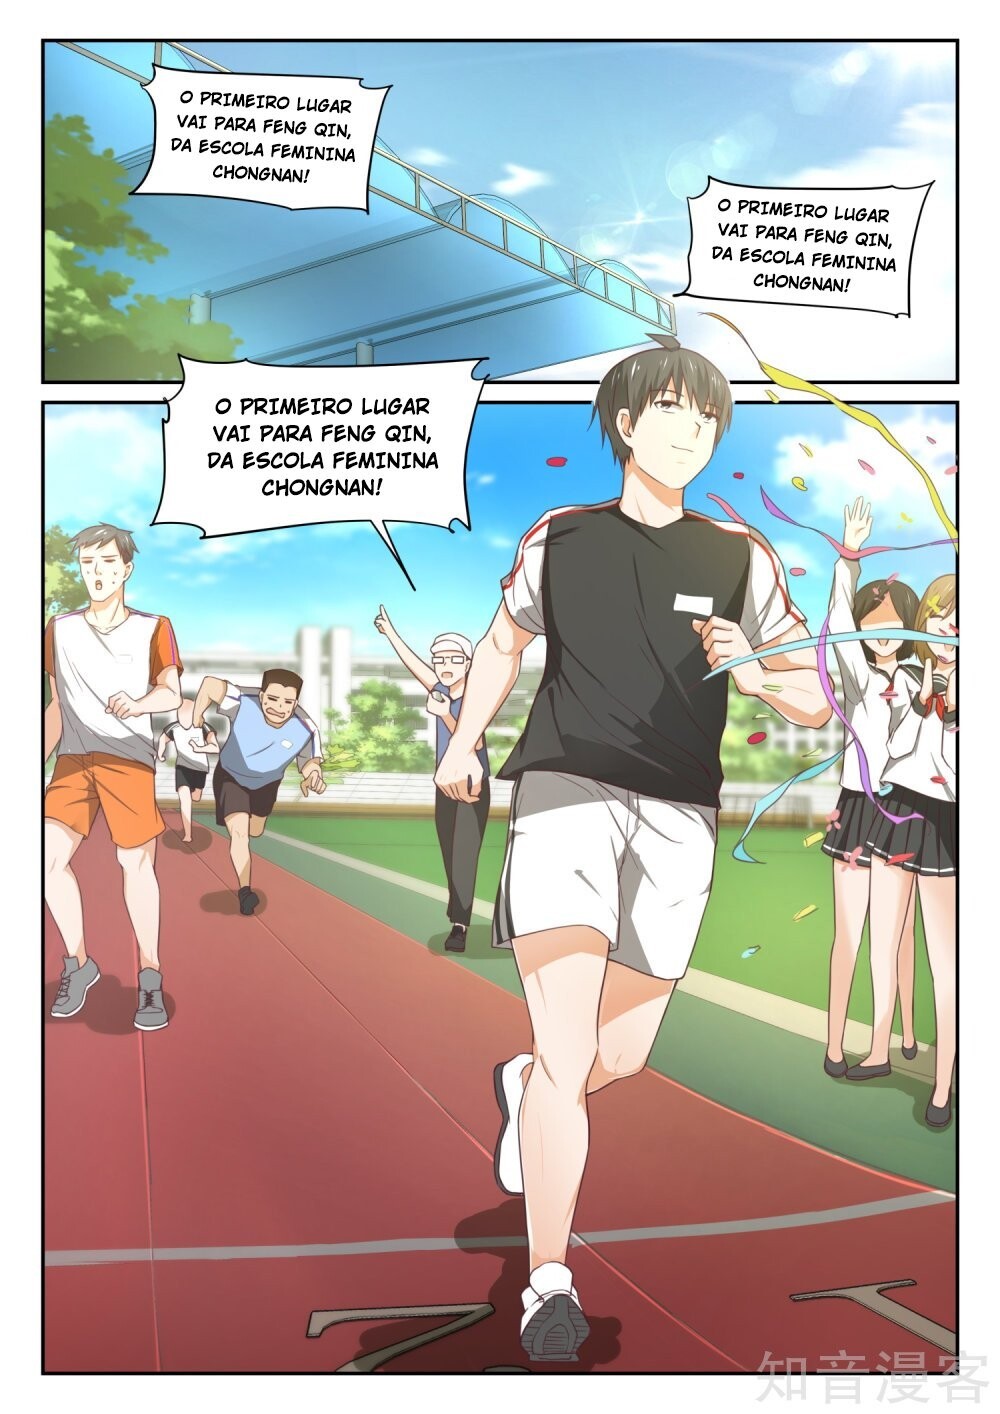 O PRIMEIRO LUGAR
VAI PARA FENG QIN,
DA ESCOLA FEMININA
CHONGNAN!
O PRIMEIRO LUGAR
VAI PARA FENG QIN,
DA ESCOLA FEMININA
CHONGNAN!
O PRIMEIRO LUGAR
VAI PARA FENG QIN,
DA ESCOLA FEMININA
CHONGNAN!
知音漫客